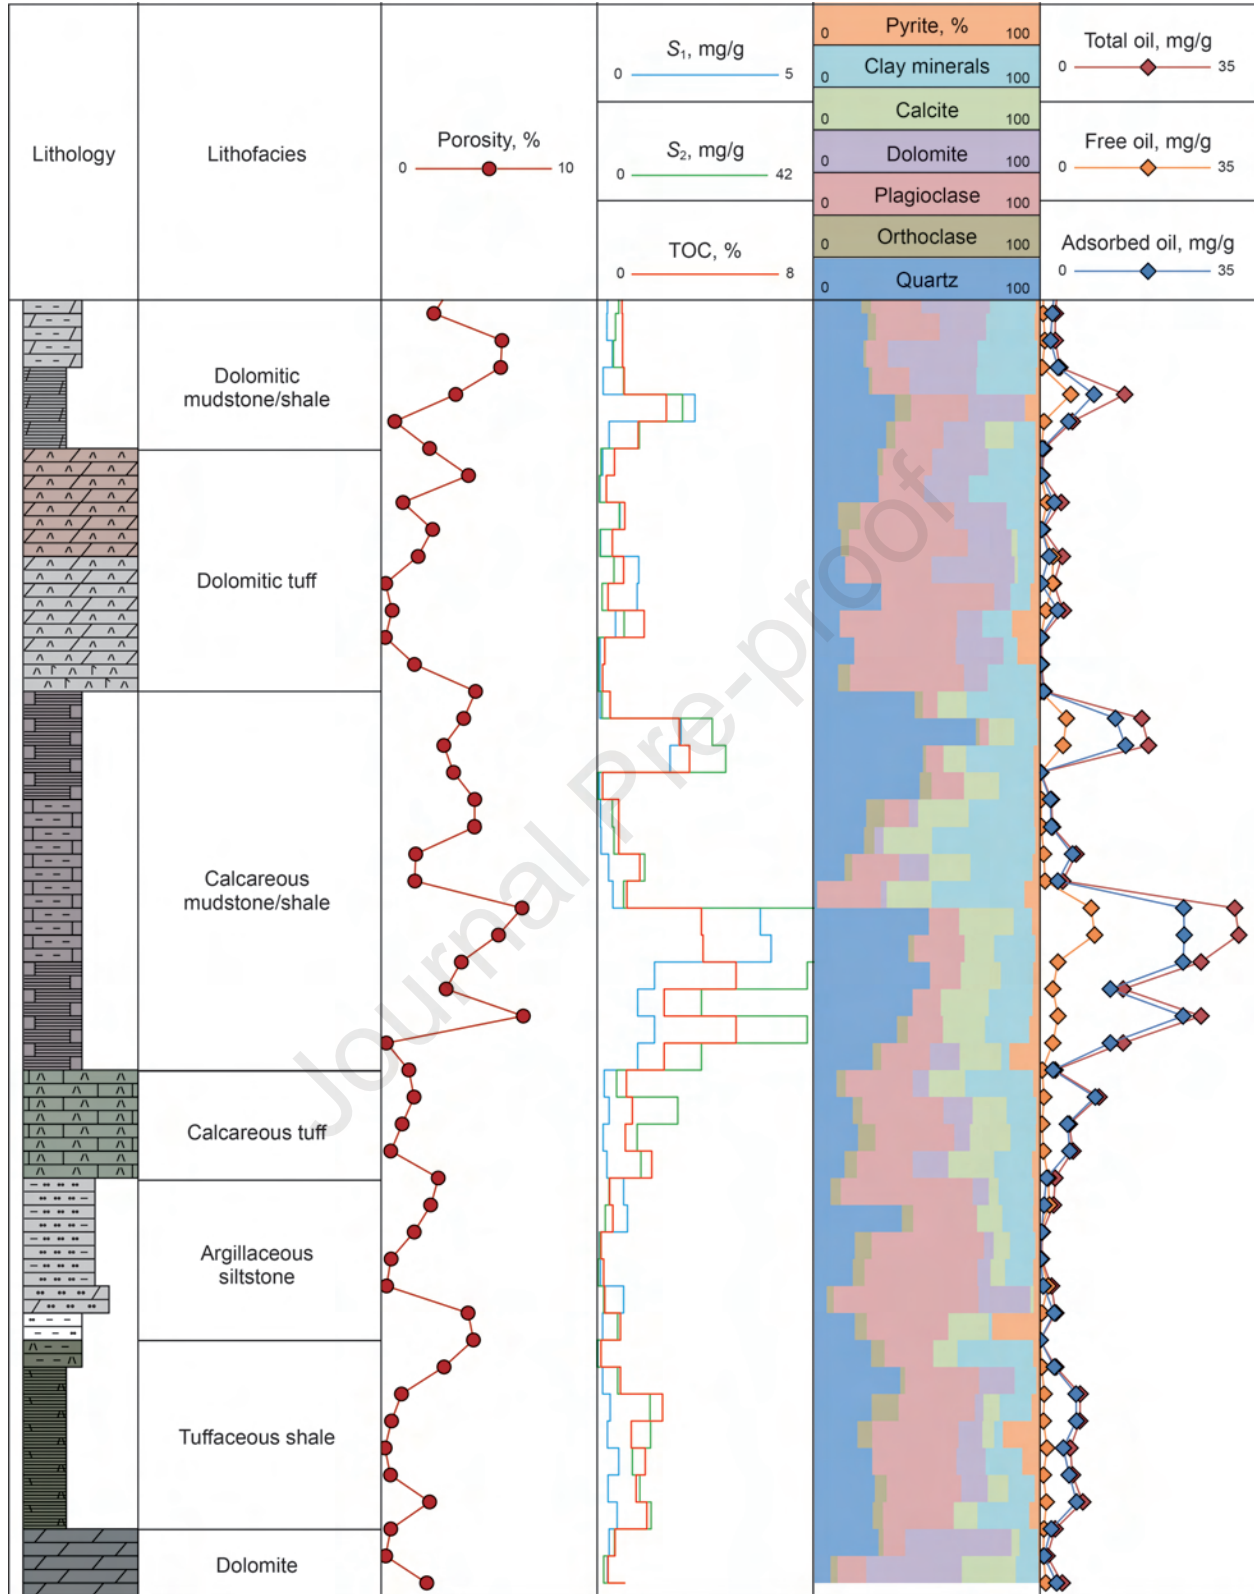 Lithology
Lithofacies
Porosity, %
0 10
S₁, mg/g
0 5
S₂, mg/g
0 42
TOC, %
0 8
Pyrite, %
0 100
Clay minerals
0 100
Calcite
0 100
Dolomite
0 100
Plagioclase
0 100
Orthoclase
0 100
Quartz
0 100
Total oil, mg/g
0 35
Free oil, mg/g
0 35
Adsorbed oil, mg/g
0 35
Dolomitic
mudstone/shale
Dolomitic tuff
Calcareous
mudstone/shale
Calcareous tuff
Argillaceous
siltstone
Tuffaceous shale
Dolomite
Journal Pre-proof